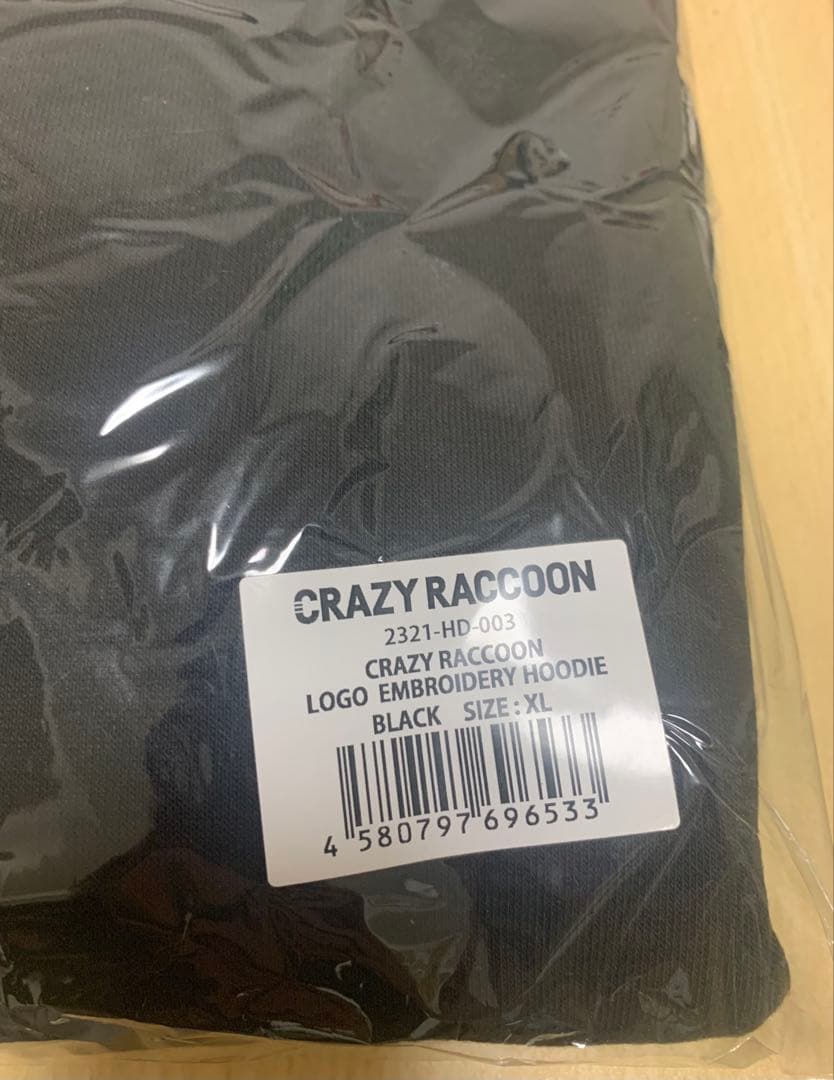 CRAZY RACCOON
2321-HD-003
CRAZY RACCOON
LOGO EMBROIDERY HOODIE
BLACK SIZE : XL
4 580797 696533